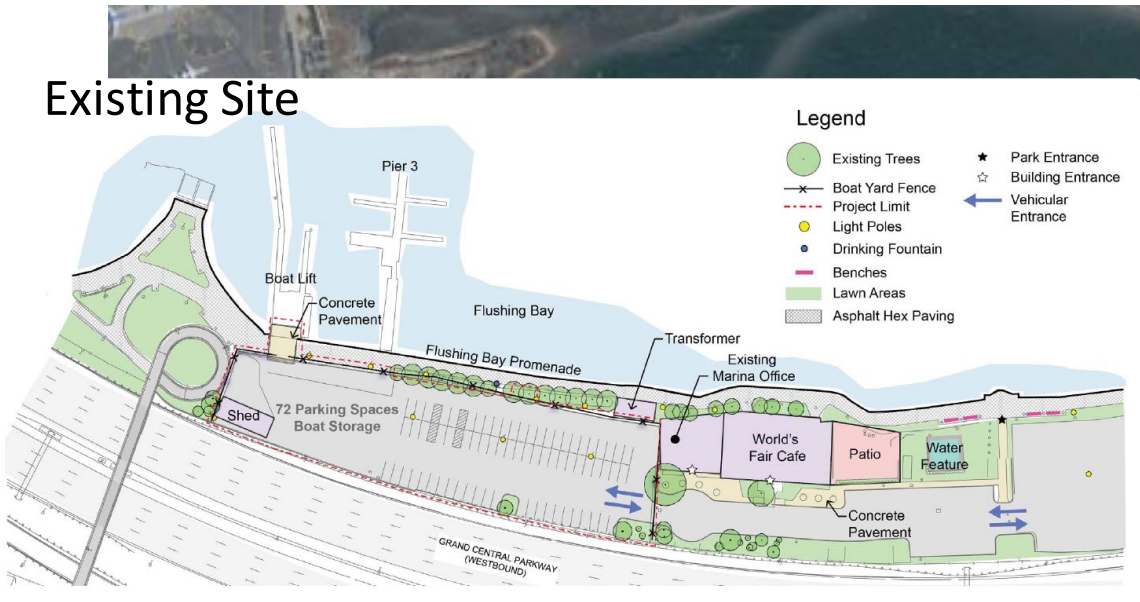 Existing Site
Legend
Existing Trees
Boat Yard Fence
Project Limit
Light Poles
Drinking Fountain
Benches
Lawn Areas
Asphalt Hex Paving
Park Entrance
Building Entrance
Vehicular
Entrance
Pier 3
Boat Lift
Concrete
Pavement
Flushing Bay
Flushing Bay Promenade
Transformer
Existing
Marina Office
Shed
72 Parking Spaces
Boat Storage
World's
Fair Cafe
Patio
Water
Feature
Concrete
Pavement
GRAND CENTRAL PARKWAY
(WESTBOUND)